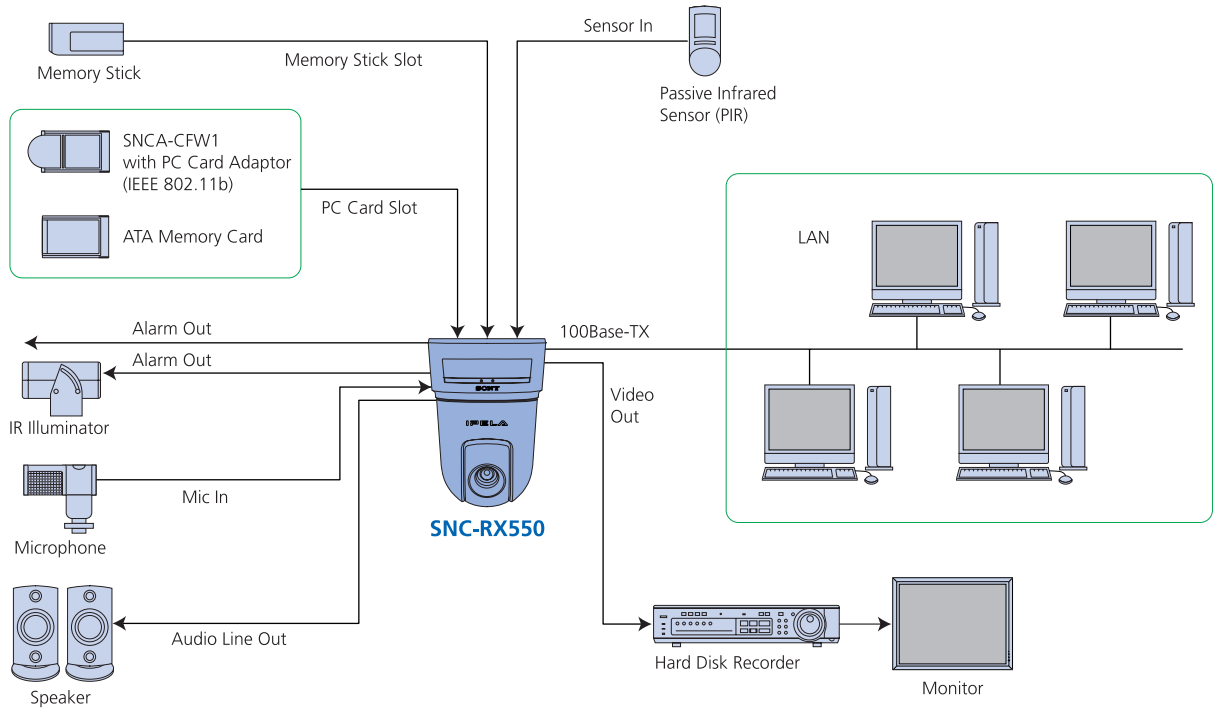 Sensor In
Memory Stick Slot
Memory Stick
Passive Infrared
Sensor (PIR)
SNCA-CFW1
with PC Card Adaptor
(IEEE 802.11b)
PC Card Slot
ATA Memory Card
LAN
Alarm Out
100Base-TX
Alarm Out
Video
Out
SONY
IPELA
IR Illuminator
Mic In
SNC-RX550
Microphone
Audio Line Out
Hard Disk Recorder
Speaker
Monitor